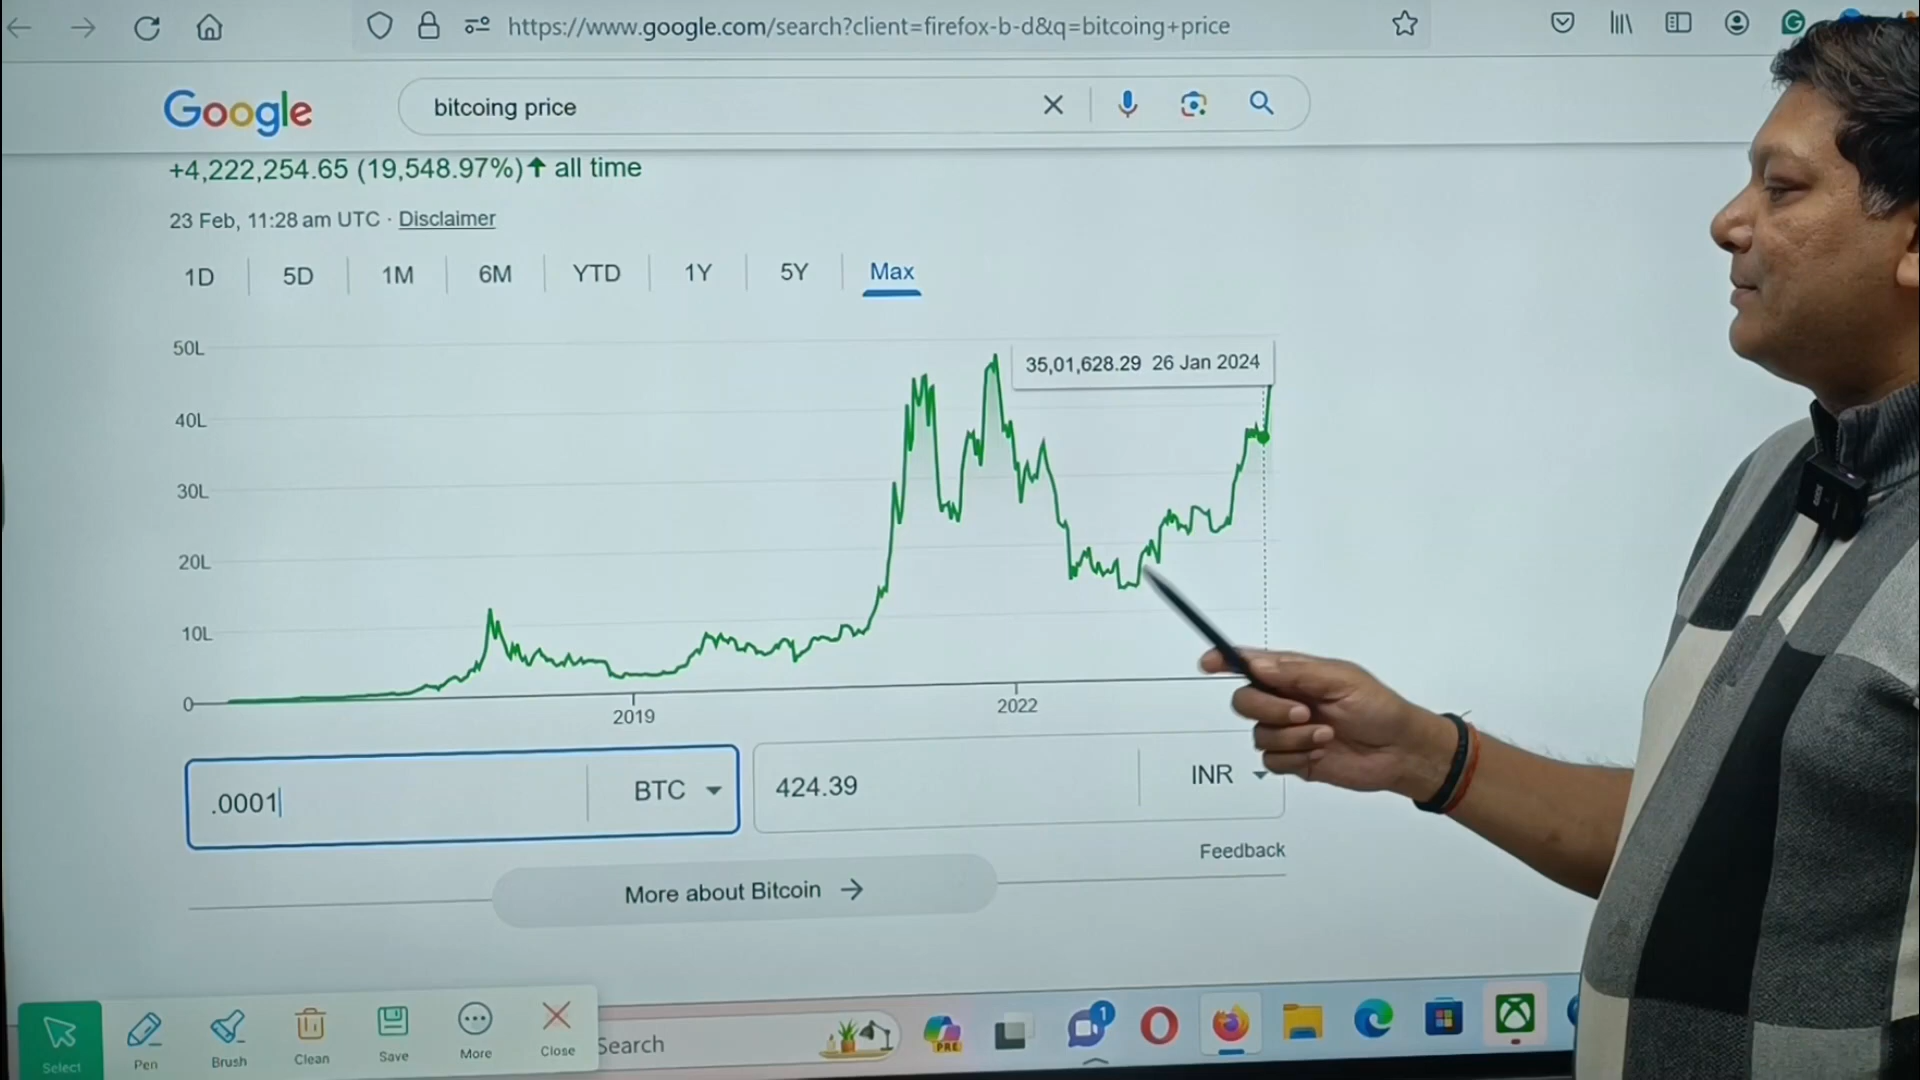 https://www.google.com/search?client=firefox-b-d&q=bitcoing+price
Google
bitcoing price
+4,222,254.65 (19,548.97%)↑ all time
23 Feb, 11:28 am UTC · Disclaimer
1D 5D 1M 6M YTD 1Y 5Y Max
50L
35,01,628.29 26 Jan 2024
40L
30L
20L
10L
0
2019 2022
.0001 BTC 424.39 INR
Feedback
More about Bitcoin →
Select Pen Brush Clean Save More Close
Search
PRE
1